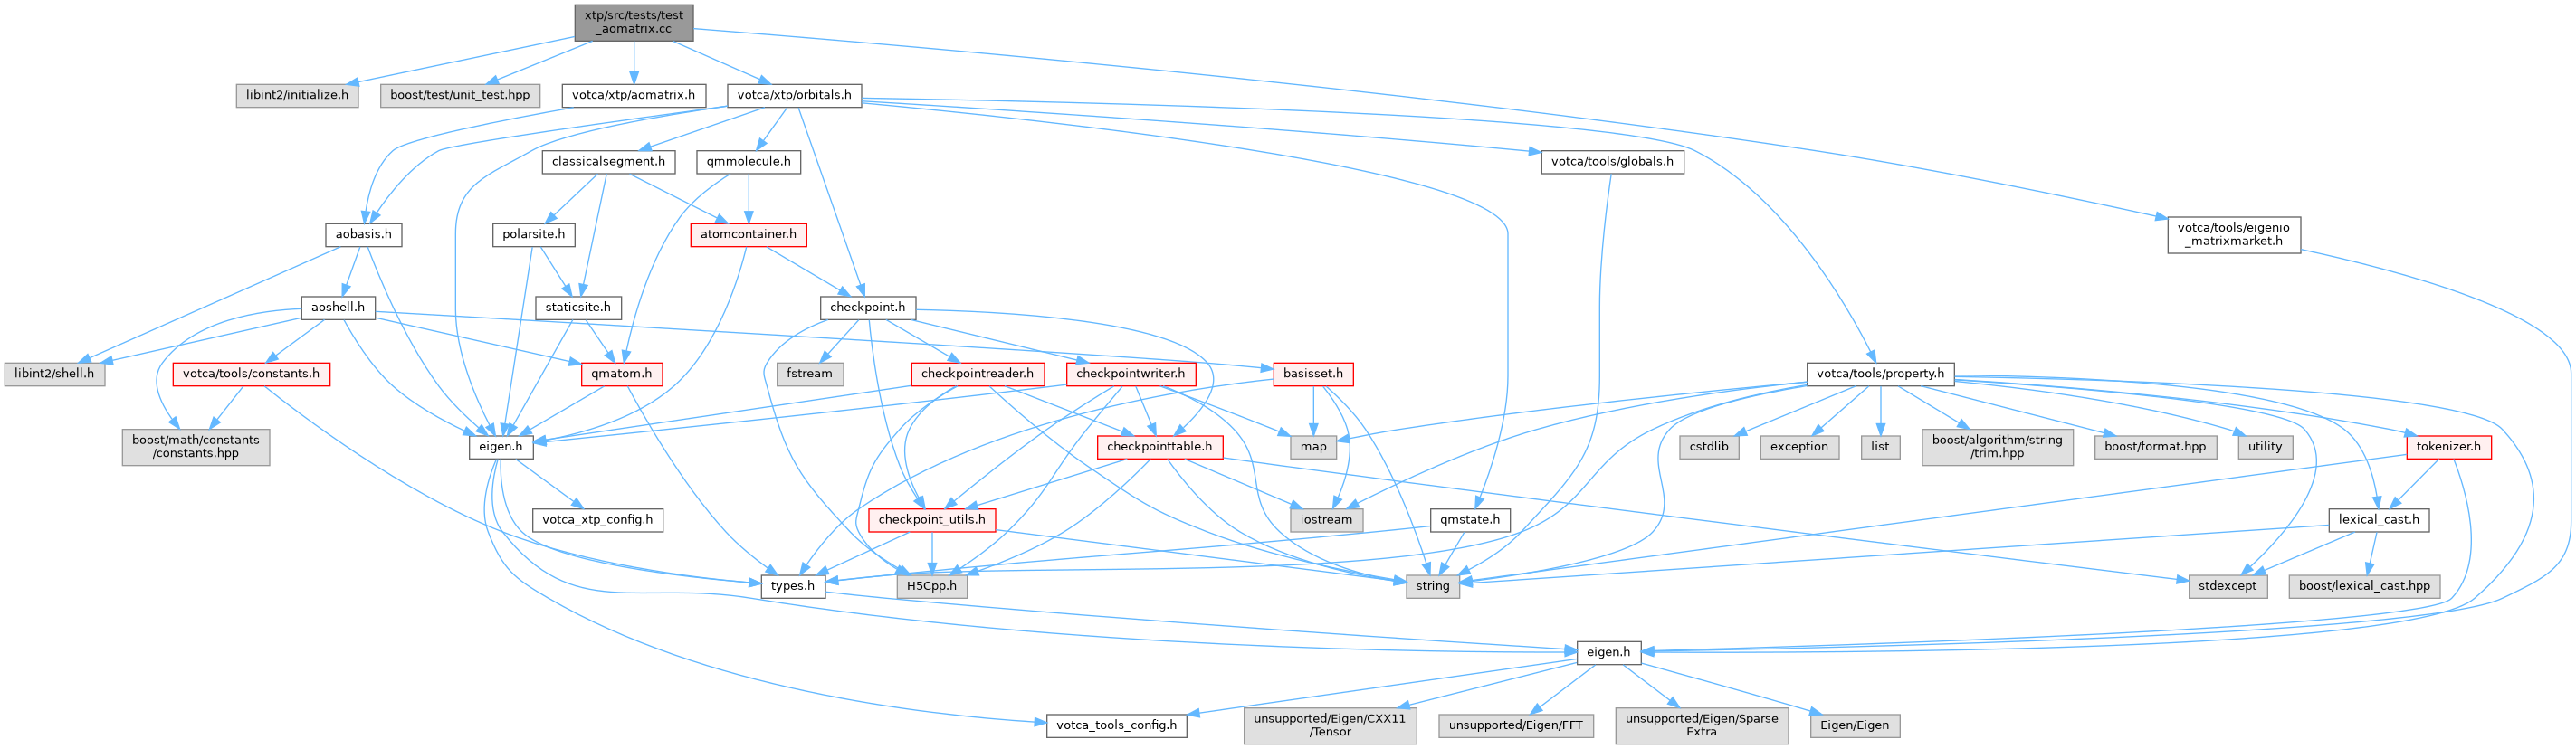 xtp/src/tests/test
_aomatrix.cc
libint2/initialize.h
boost/test/unit_test.hpp
votca/xtp/aomatrix.h
votca/xtp/orbitals.h
classicalsegment.h
qmmolecule.h
votca/tools/globals.h
aobasis.h
polarsite.h
atomcontainer.h
votca/tools/eigenio
_matrixmarket.h
aoshell.h
staticsite.h
checkpoint.h
libint2/shell.h
votca/tools/constants.h
qmatom.h
fstream
checkpointreader.h
checkpointwriter.h
basisset.h
votca/tools/property.h
boost/math/constants
/constants.hpp
eigen.h
checkpointtable.h
map
cstdlib
exception
list
boost/algorithm/string
/trim.hpp
boost/format.hpp
utility
tokenizer.h
votca_xtp_config.h
checkpoint_utils.h
iostream
qmstate.h
lexical_cast.h
types.h
H5Cpp.h
string
stdexcept
boost/lexical_cast.hpp
eigen.h
votca_tools_config.h
unsupported/Eigen/CXX11
/Tensor
unsupported/Eigen/FFT
unsupported/Eigen/Sparse
Extra
Eigen/Eigen